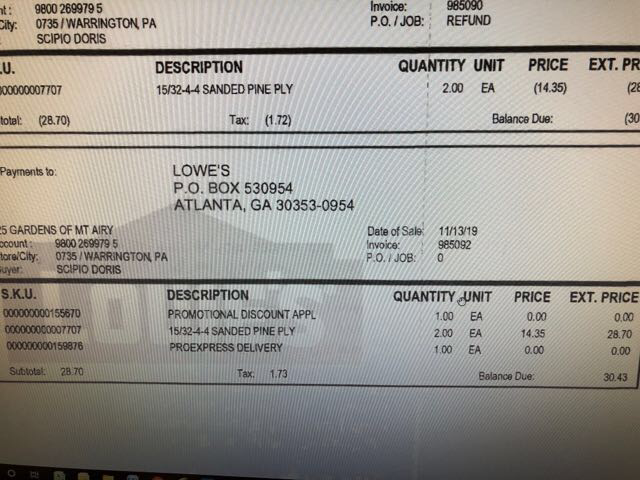 nt: 9800 269979 5 Invoice: 985090
City: 0735 / WARRINGTON, PA P.O. / JOB: REFUND
: SCIPIO DORIS
.U. DESCRIPTION QUANTITY UNIT PRICE EXT. PR
00000007707 15/32-4-4 SANDED PINE PLY 2.00 EA (14.35) (28
total: (28.70) Tax: (1.72) Balance Due: (30
Payments to: LOWE'S
P.O. BOX 530954
ATLANTA, GA 30353-0954
25 GARDENS OF MT AIRY Date of Sale: 11/13/19
ccount: 9800 269979 5 Invoice: 985092
tore/City: 0735 / WARRINGTON, PA P.O. / JOB: 0
uyer: SCIPIO DORIS
S.K.U. DESCRIPTION QUANTITY UNIT PRICE EXT. PRICE
000000000155670 PROMOTIONAL DISCOUNT APPL 1.00 EA 0.00 0.00
000000000007707 15/32-4-4 SANDED PINE PLY 2.00 EA 14.35 28.70
000000000159876 PROEXPRESS DELIVERY 1.00 EA 0.00 0.00
Subtotal: 28.70 Tax: 1.73 Balance Due: 30.43